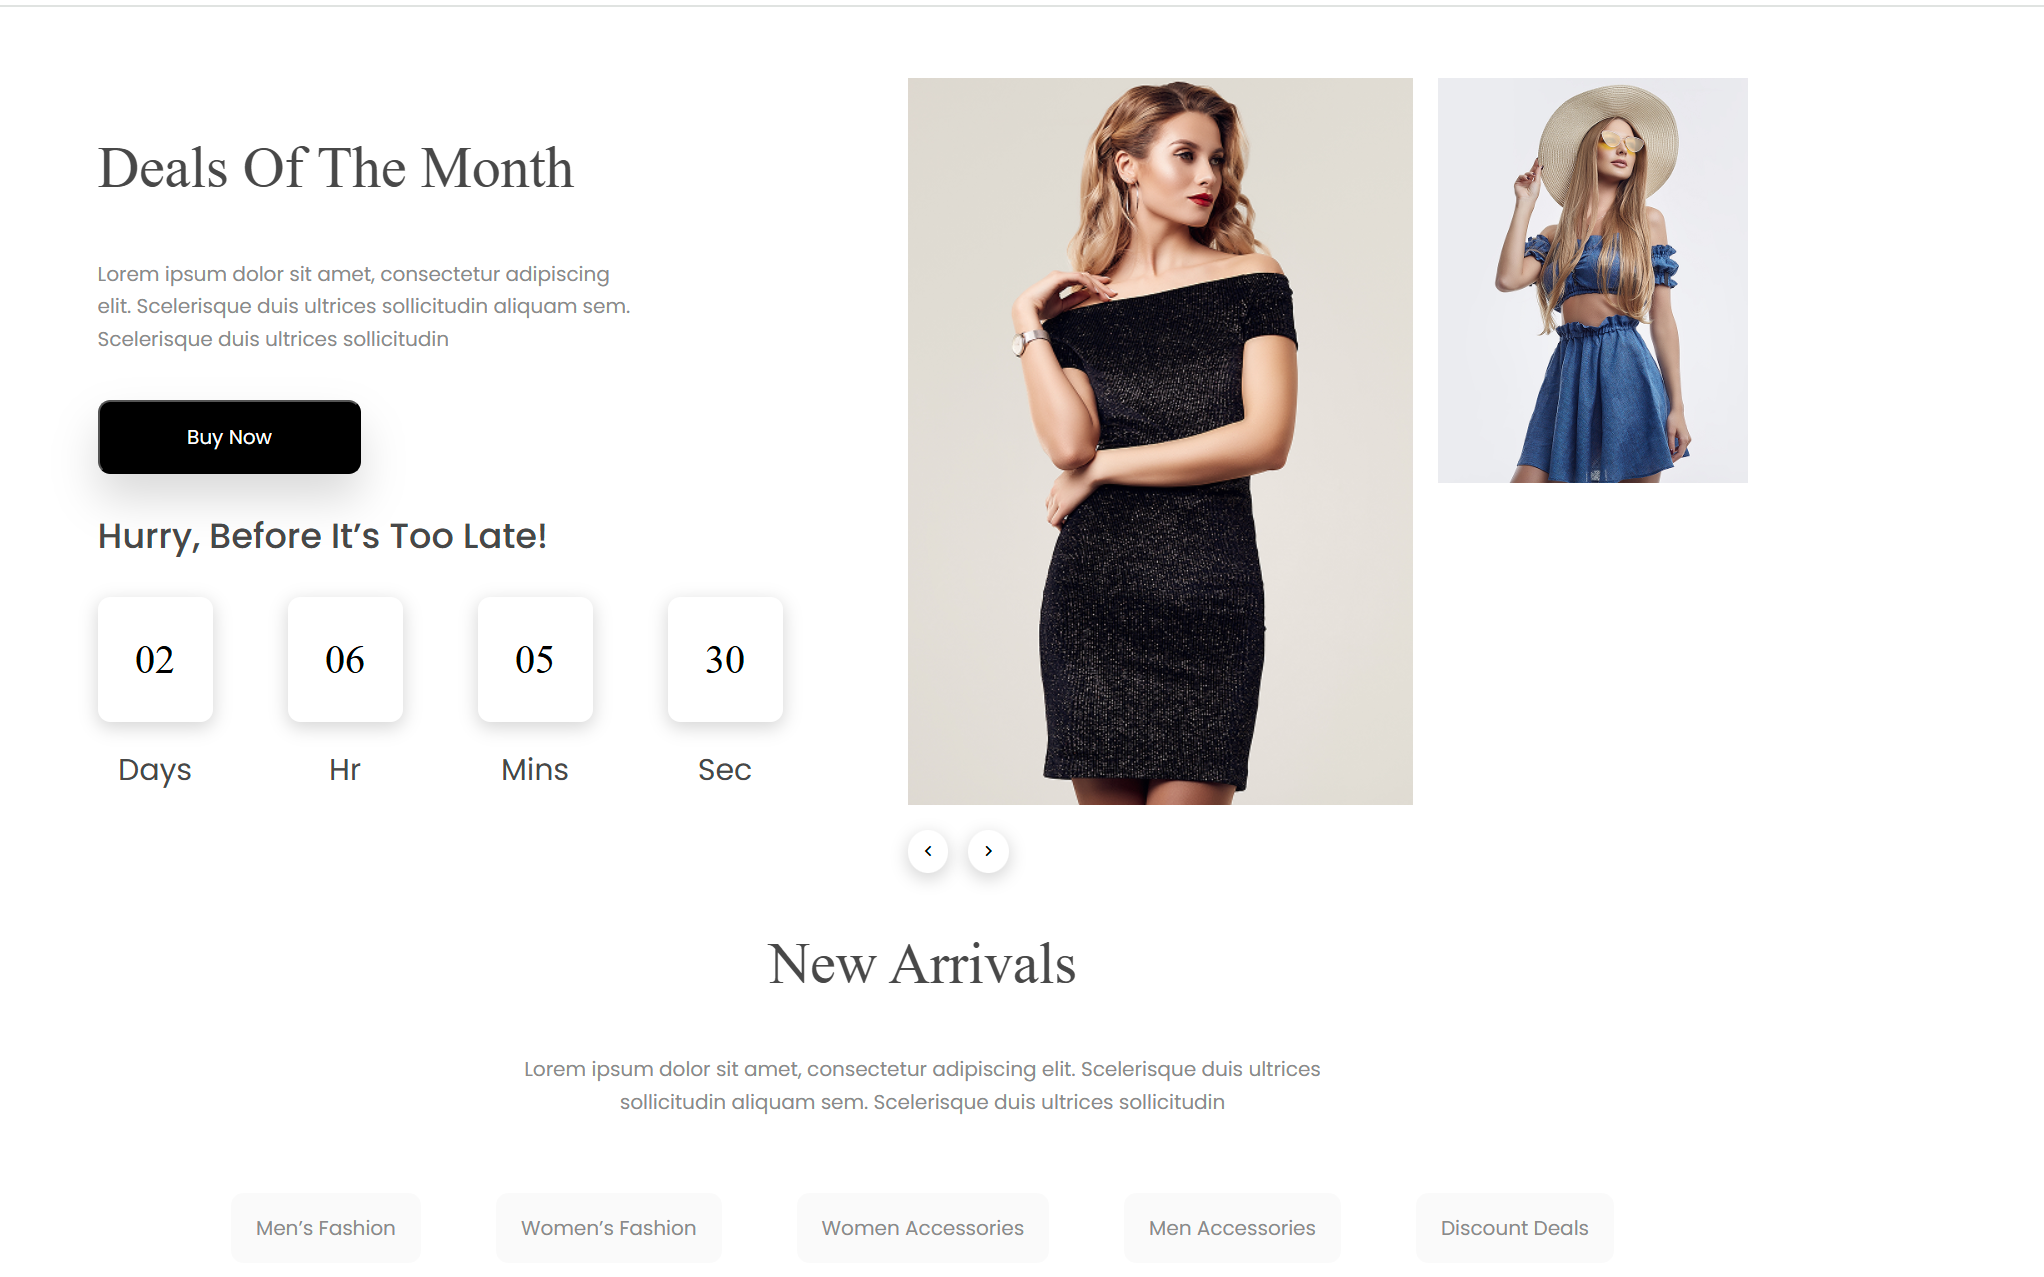 Deals Of The Month
Lorem ipsum dolor sit amet, consectetur adipiscing
elit. Scelerisque duis ultrices sollicitudin aliquam sem.
Scelerisque duis ultrices sollicitudin
Buy Now
Hurry, Before It’s Too Late!
02 06 05 30
Days Hr Mins Sec
New Arrivals
Lorem ipsum dolor sit amet, consectetur adipiscing elit. Scelerisque duis ultrices
sollicitudin aliquam sem. Scelerisque duis ultrices sollicitudin
Men’s Fashion Women’s Fashion Women Accessories Men Accessories Discount Deals